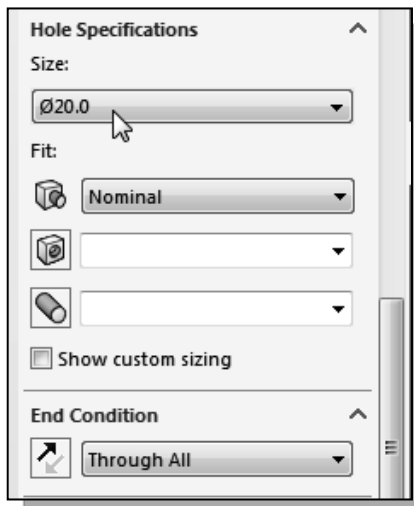 Hole Specifications
Size:
Ø20.0
Fit:
Nominal
Show custom sizing
End Condition
Through All